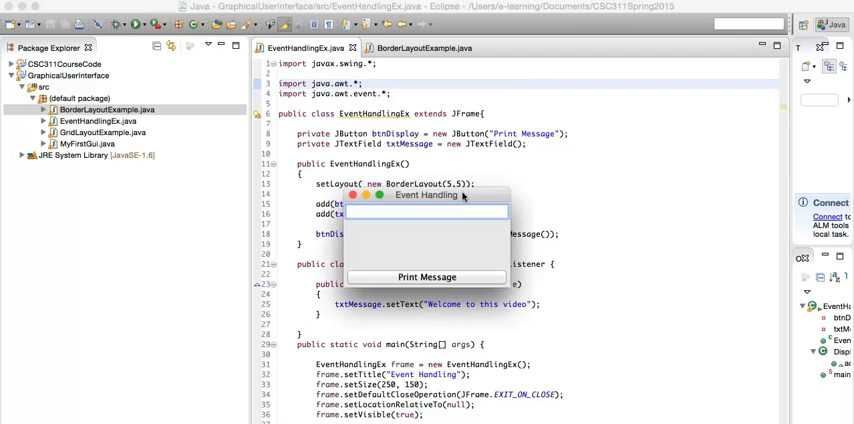 Java - GraphicalUserInterface/src/EventHandlingEx.java - Eclipse - /Users/e-learning/Documents/CSC311Spring2015
Java
Package Explorer
CSC311CourseCode
GraphicalUserInterface
src
(default package)
BorderLayoutExample.java
EventHandlingEx.java
GridLayoutExample.java
MyFirstGui.java
JRE System Library [JavaSE-1.6]
EventHandlingEx.java BorderLayoutExample.java
1 import javax.swing.*;
2
3 import java.awt.*;
4 import java.awt.event.*;
5
6 public class EventHandlingEx extends JFrame{
7
8 private JButton btnDisplay = new JButton("Print Message");
9 private JTextField txtMessage = new JTextField();
10
11 public EventHandlingEx()
12 {
13 setLayout( new BorderLayout(5,5));
14
15 add(bt
16 add(tx
17
18 btnDis essage());
19 }
20
21 public cla istener {
22
23 public e)
24 {
25 txtMessage.setText("Welcome to this video");
26 }
27
28 }
29 public static void main(String[] args) {
30
31 EventHandlingEx frame = new EventHandlingEx();
32 frame.setTitle("Event Handling");
33 frame.setSize(250, 150);
34 frame.setDefaultCloseOperation(JFrame.EXIT_ON_CLOSE);
35 frame.setLocationRelativeTo(null);
36 frame.setVisible(true);
Event Handling
Print Message
T
Connect
Connect to
ALM tools
local task.
EventHa
btnD
txtM
Even
Displ
ac
main